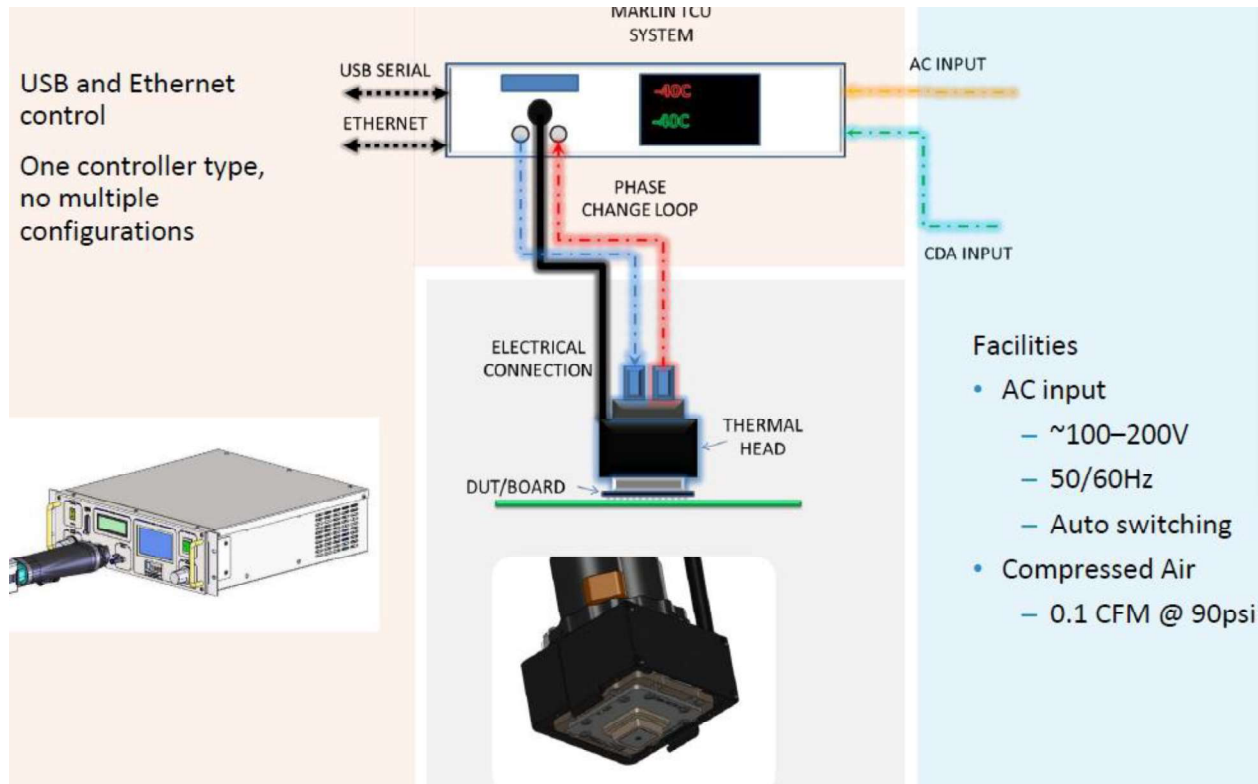 MARLIN TCU
SYSTEM
USB and Ethernet
control
One controller type,
no multiple
configurations
USB SERIAL
ETHERNET
-40C
-40C
AC INPUT
CDA INPUT
PHASE
CHANGE LOOP
ELECTRICAL
CONNECTION
THERMAL
HEAD
DUT/BOARD
Facilities
• AC input
– ~100–200V
– 50/60Hz
– Auto switching
• Compressed Air
– 0.1 CFM @ 90psi